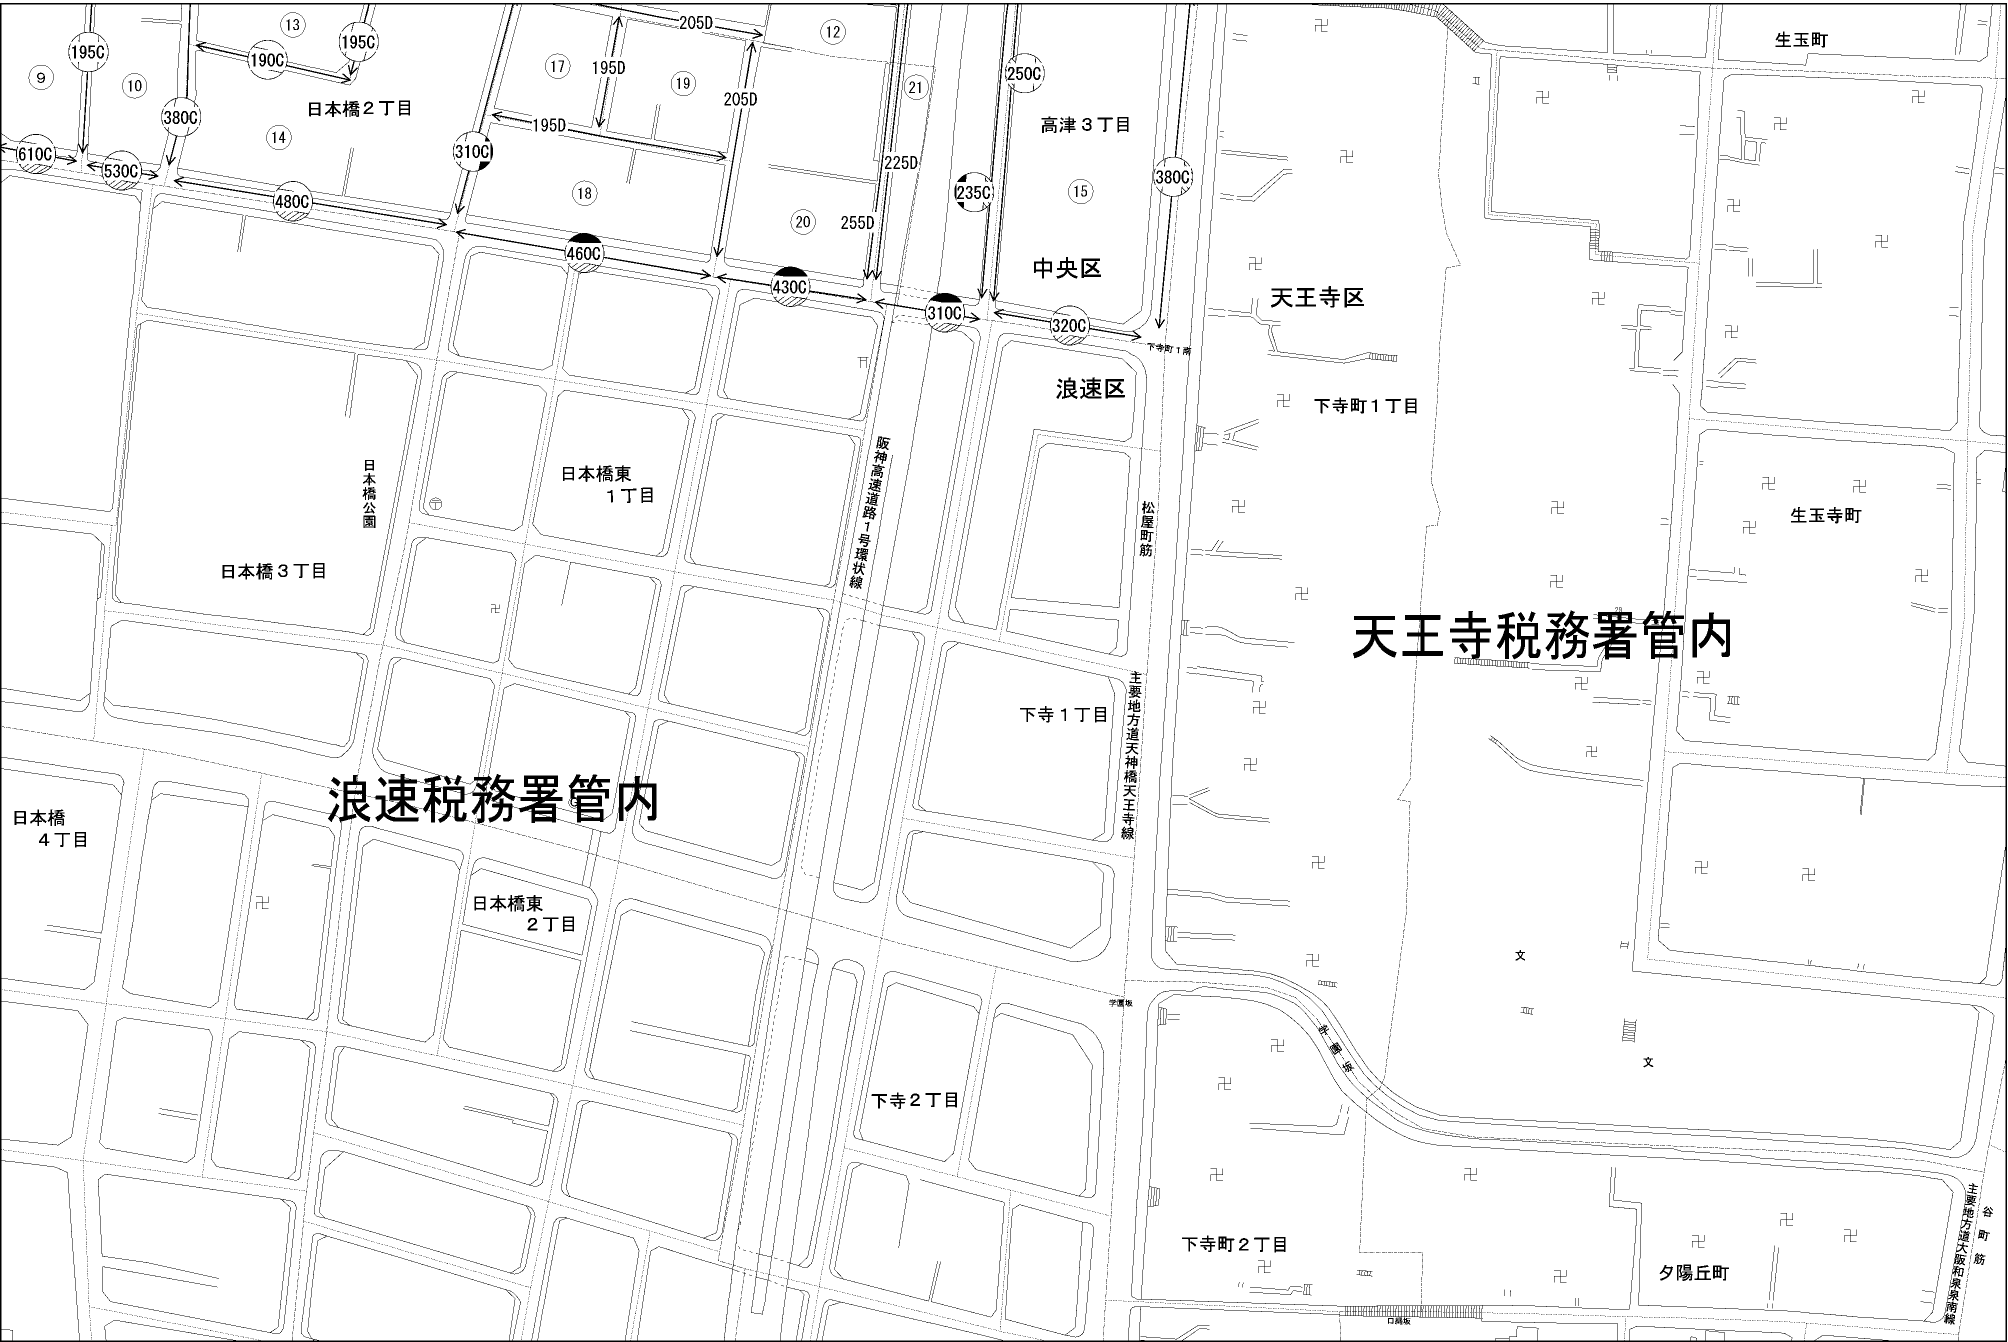 205D
生玉町
13
12
195C
195C
190C
9
17
195D
19
21
250C
10
205D
日本橋２丁目
380C
195D
高津３丁目
14
310C
610C
530C
225D
380C
18
235C
15
480C
20
255D
460C
中央区
430C
天王寺区
310C
320C
下寺町１南
浪速区
下寺町１丁目
日本橋公園
日本橋東
１丁目
阪神高速道路１号環状線
松屋町筋
生玉寺町
日本橋３丁目
天王寺税務署管内
主要地方道天神橋天王寺線
下寺１丁目
浪速税務署管内
日本橋
４丁目
日本橋東
２丁目
文
学園坂
学園坂
文
下寺２丁目
谷町筋
主要地方道大阪和泉泉南線
下寺町２丁目
夕陽丘町
口縄坂